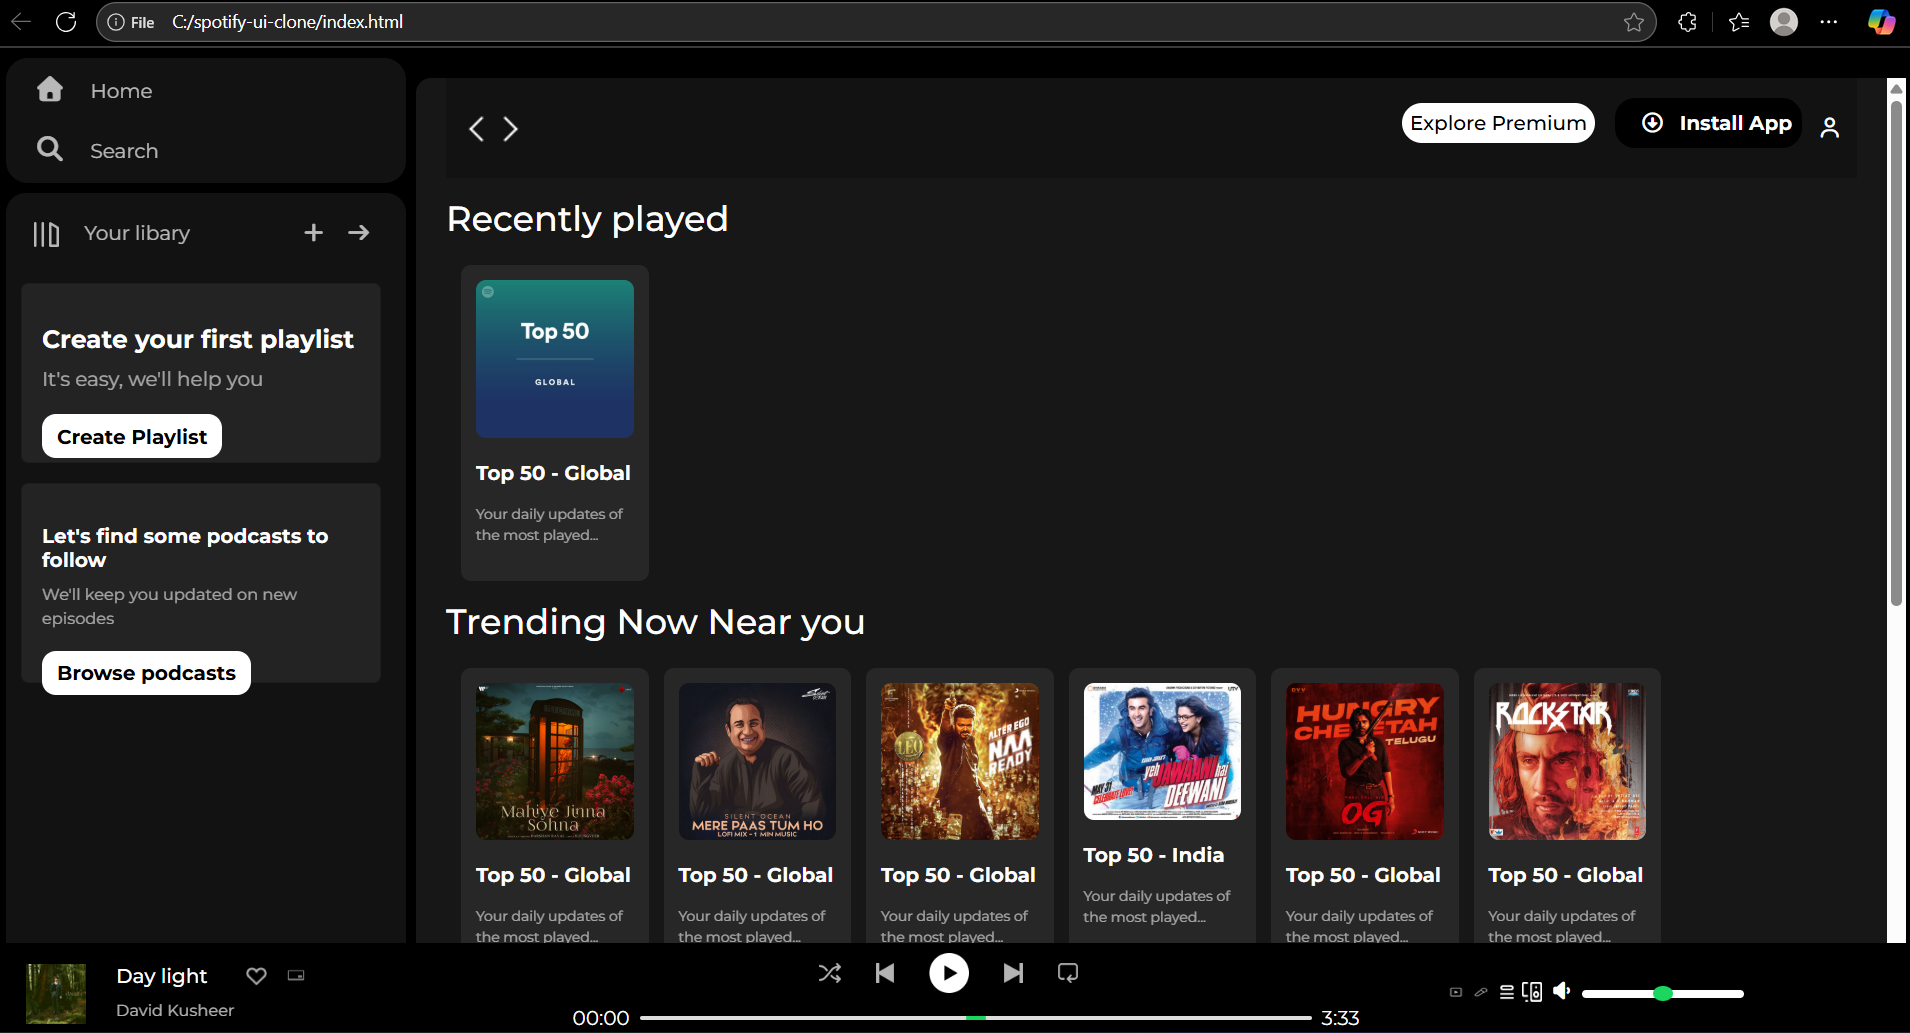 File C:/spotify-ui-clone/index.html
Home
Search
Your libary
Create your first playlist
It's easy, we'll help you
Create Playlist
Let's find some podcasts to
follow
We'll keep you updated on new
episodes
Browse podcasts
Explore Premium
Install App
Recently played
Top 50
GLOBAL
Top 50 - Global
Your daily updates of
the most played...
Trending Now Near you
Mahiye Jinna
Sohna
Top 50 - Global
Your daily updates of
the most played...
SILENT OCEAN
MERE PAAS TUM HO
LOFI MIX - 1 MIN MUSIC
Top 50 - Global
Your daily updates of
the most played...
LEO
ALTER EGO
NAA
READY
Top 50 - Global
Your daily updates of
the most played...
MAY 31
CELEBRATE LOVE!
yeh
JAWAANI hai
DEEWANI
Top 50 - India
Your daily updates of
the most played...
HUNGRY
CHEETAH
TELUGU
OG
Top 50 - Global
Your daily updates of
the most played...
ROCKSTAR
Top 50 - Global
Your daily updates of
the most played...
Day light
David Kusheer
00:00
3:33